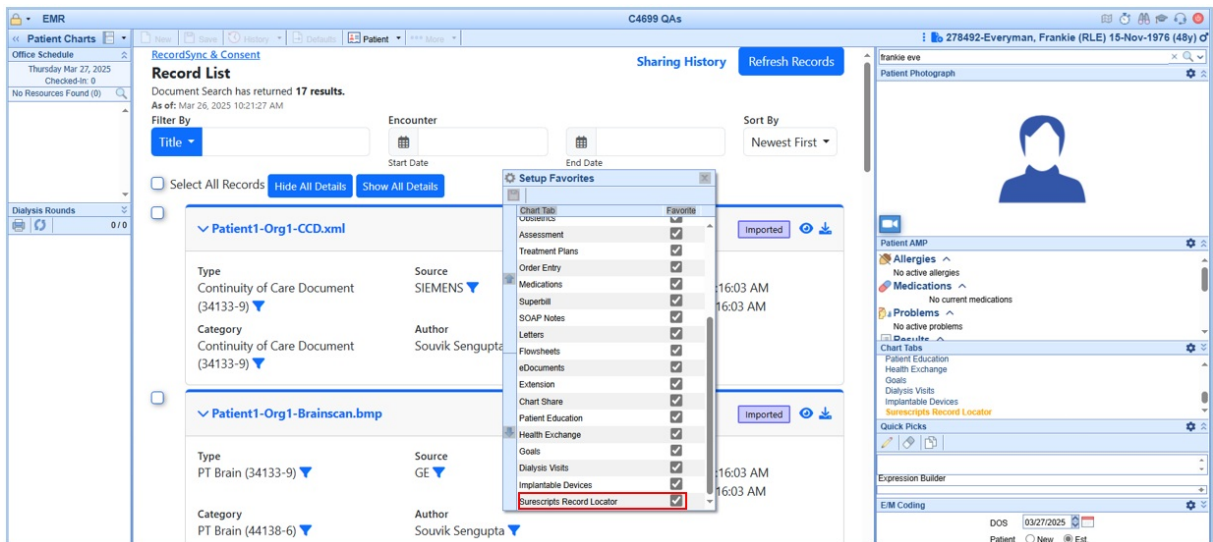 EMR
C4699 QAs
Patient Charts
New
Save
History
Defaults
Patient
More
278492-Everyman, Frankie (RLE) 15-Nov-1976 (48y)
Office Schedule
Thursday Mar 27, 2025
Checked-In: 0
No Resources Found (0)
Dialysis Rounds
0 / 0
RecordSync & Consent
Record List
Sharing History
Refresh Records
Document Search has returned 17 results.
As of: Mar 26, 2025 10:21:27 AM
Filter By
Encounter
Sort By
Title
Newest First
Start Date
End Date
Select All Records
Hide All Details
Show All Details
Patient1-Org1-CCD.xml
Imported
Type
Source
Continuity of Care Document
SIEMENS
:16:03 AM
(34133-9)
16:03 AM
Category
Author
Continuity of Care Document
Souvik Sengupta
(34133-9)
Patient1-Org1-Brainscan.bmp
Imported
Type
Source
PT Brain (34133-9)
GE
:16:03 AM
16:03 AM
Category
Author
PT Brain (44138-6)
Souvik Sengupta
Setup Favorites
Chart Tab
Favorite
Obstetrics
Assessment
Treatment Plans
Order Entry
Medications
Superbill
SOAP Notes
Letters
Flowsheets
eDocuments
Extension
Chart Share
Patient Education
Health Exchange
Goals
Dialysis Visits
Implantable Devices
Surescripts Record Locator
frankie eve
Patient Photograph
Patient AMP
Allergies
No active allergies
Medications
No current medications
Problems
No active problems
Results
Chart Tabs
Patient Education
Health Exchange
Goals
Dialysis Visits
Implantable Devices
Surescripts Record Locator
Quick Picks
Expression Builder
E/M Coding
DOS 03/27/2025
Patient New Est.